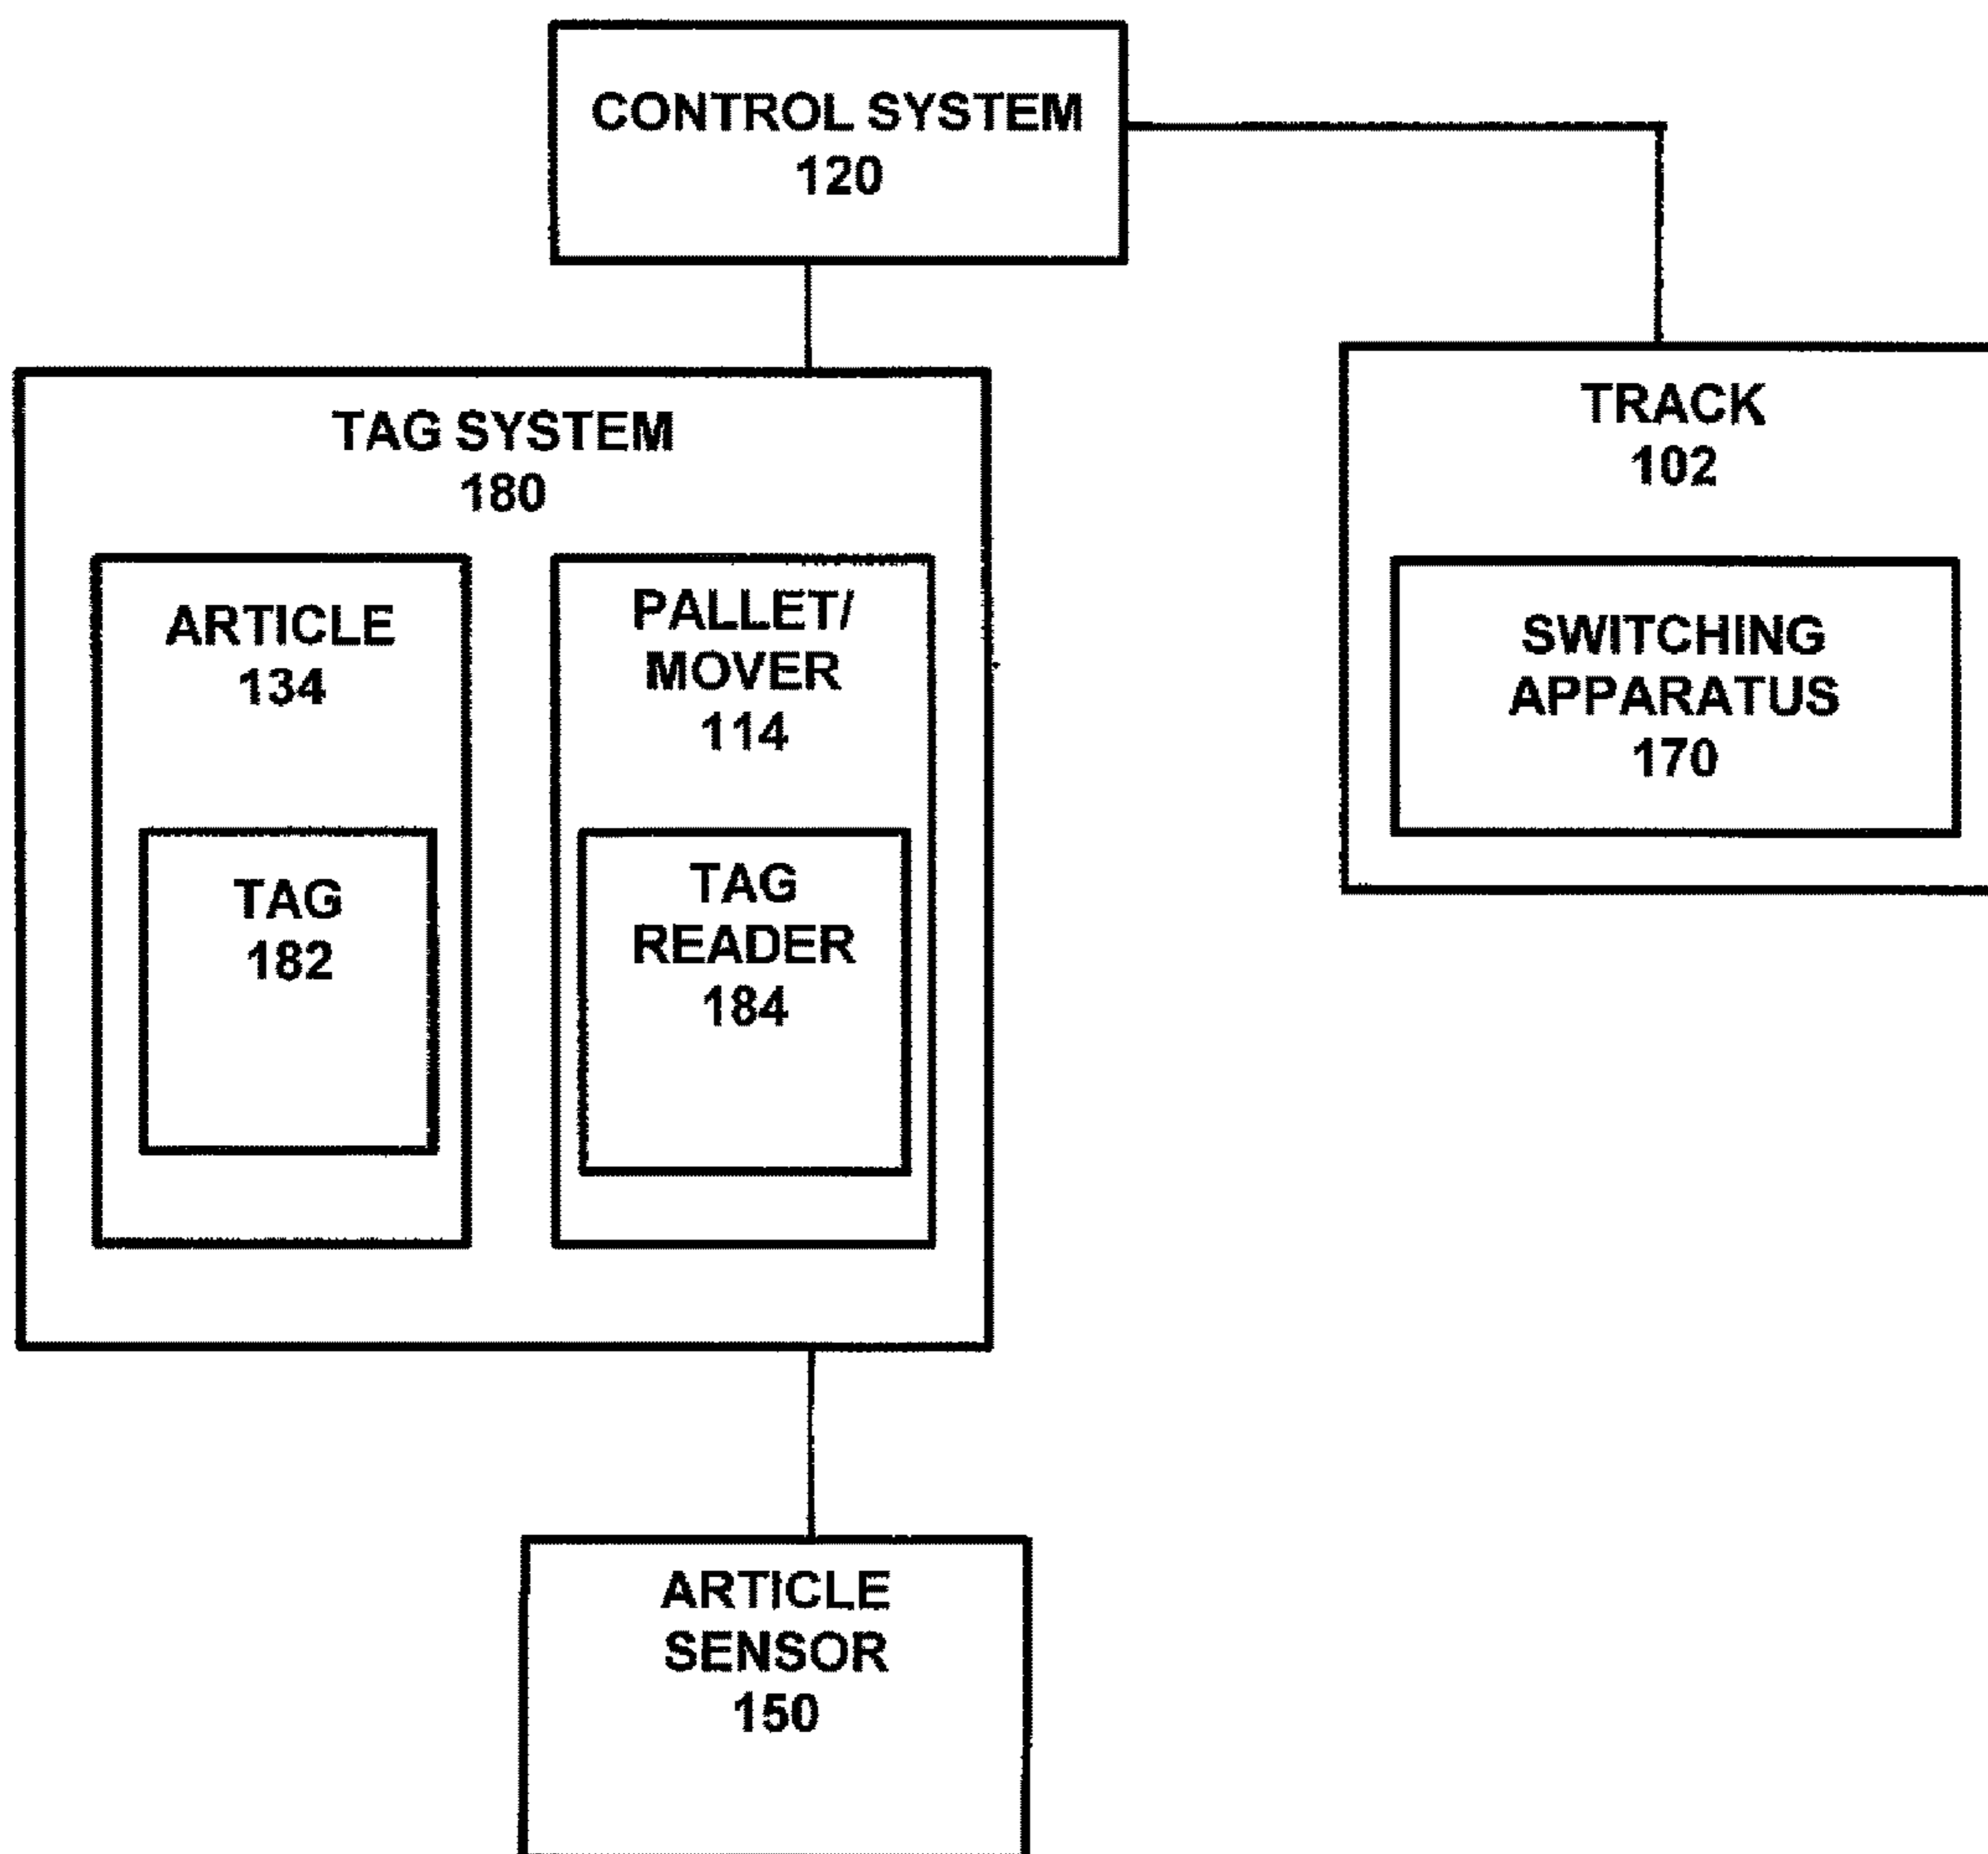 CONTROL SYSTEM
120
TAG SYSTEM
180
ARTICLE
134
TAG
182
PALLET/
MOVER
114
TAG
READER
184
TRACK
102
SWITCHING
APPARATUS
170
ARTICLE
SENSOR
150